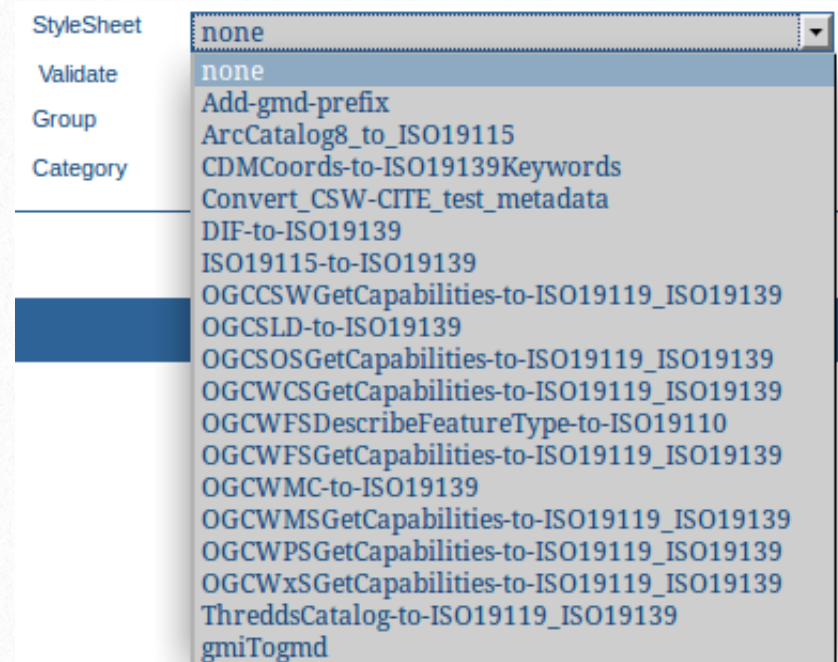 StyleSheet none
Validate none
Group Add-gmd-prefix
ArcCatalog8_to_ISO19115
Category CDMCoords-to-ISO19139Keywords
Convert_CSW-CITE_test_metadata
DIF-to-ISO19139
ISO19115-to-ISO19139
OGCCSWGetCapabilities-to-ISO19119_ISO19139
OGCSLD-to-ISO19139
OGCSOSGetCapabilities-to-ISO19119_ISO19139
OGCWCSGetCapabilities-to-ISO19119_ISO19139
OGCWFSDescribeFeatureType-to-ISO19110
OGCWFSGetCapabilities-to-ISO19119_ISO19139
OGCWMC-to-ISO19139
OGCWMSGetCapabilities-to-ISO19119_ISO19139
OGCWPSGetCapabilities-to-ISO19119_ISO19139
OGCWxSGetCapabilities-to-ISO19119_ISO19139
ThreddsCatalog-to-ISO19119_ISO19139
gmiTogmd